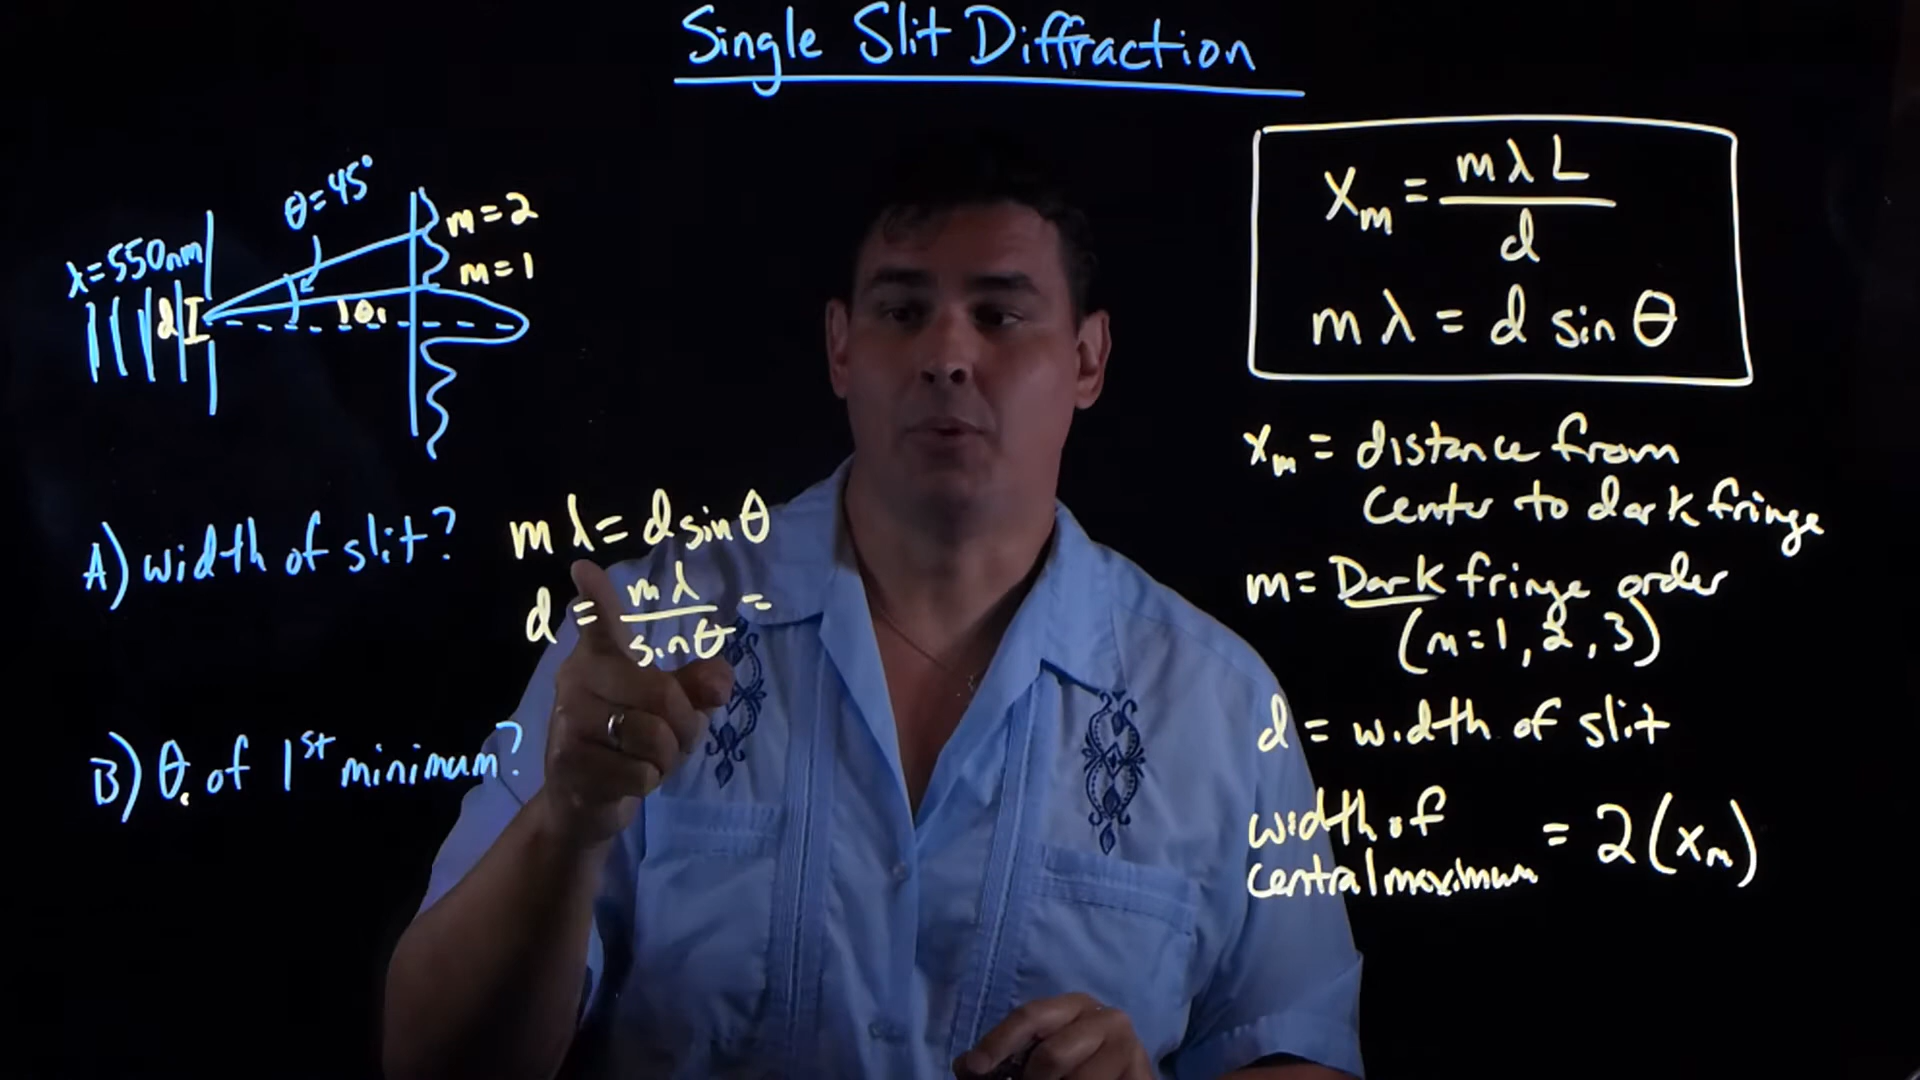 Single Slit Diffraction
θ=45°
m=2
λ=550nm
m=1
d
θ₁
A) width of slit?
mλ = d sin θ
d = mλ / sin θ =
B) θ₁ of 1st minimum?
Xm = mλL / d
mλ = d sin θ
xm = distance from
center to dark fringe
m = Dark fringe order
(m=1, 2, 3)
d = width of slit
width of
central maximum = 2(xm)